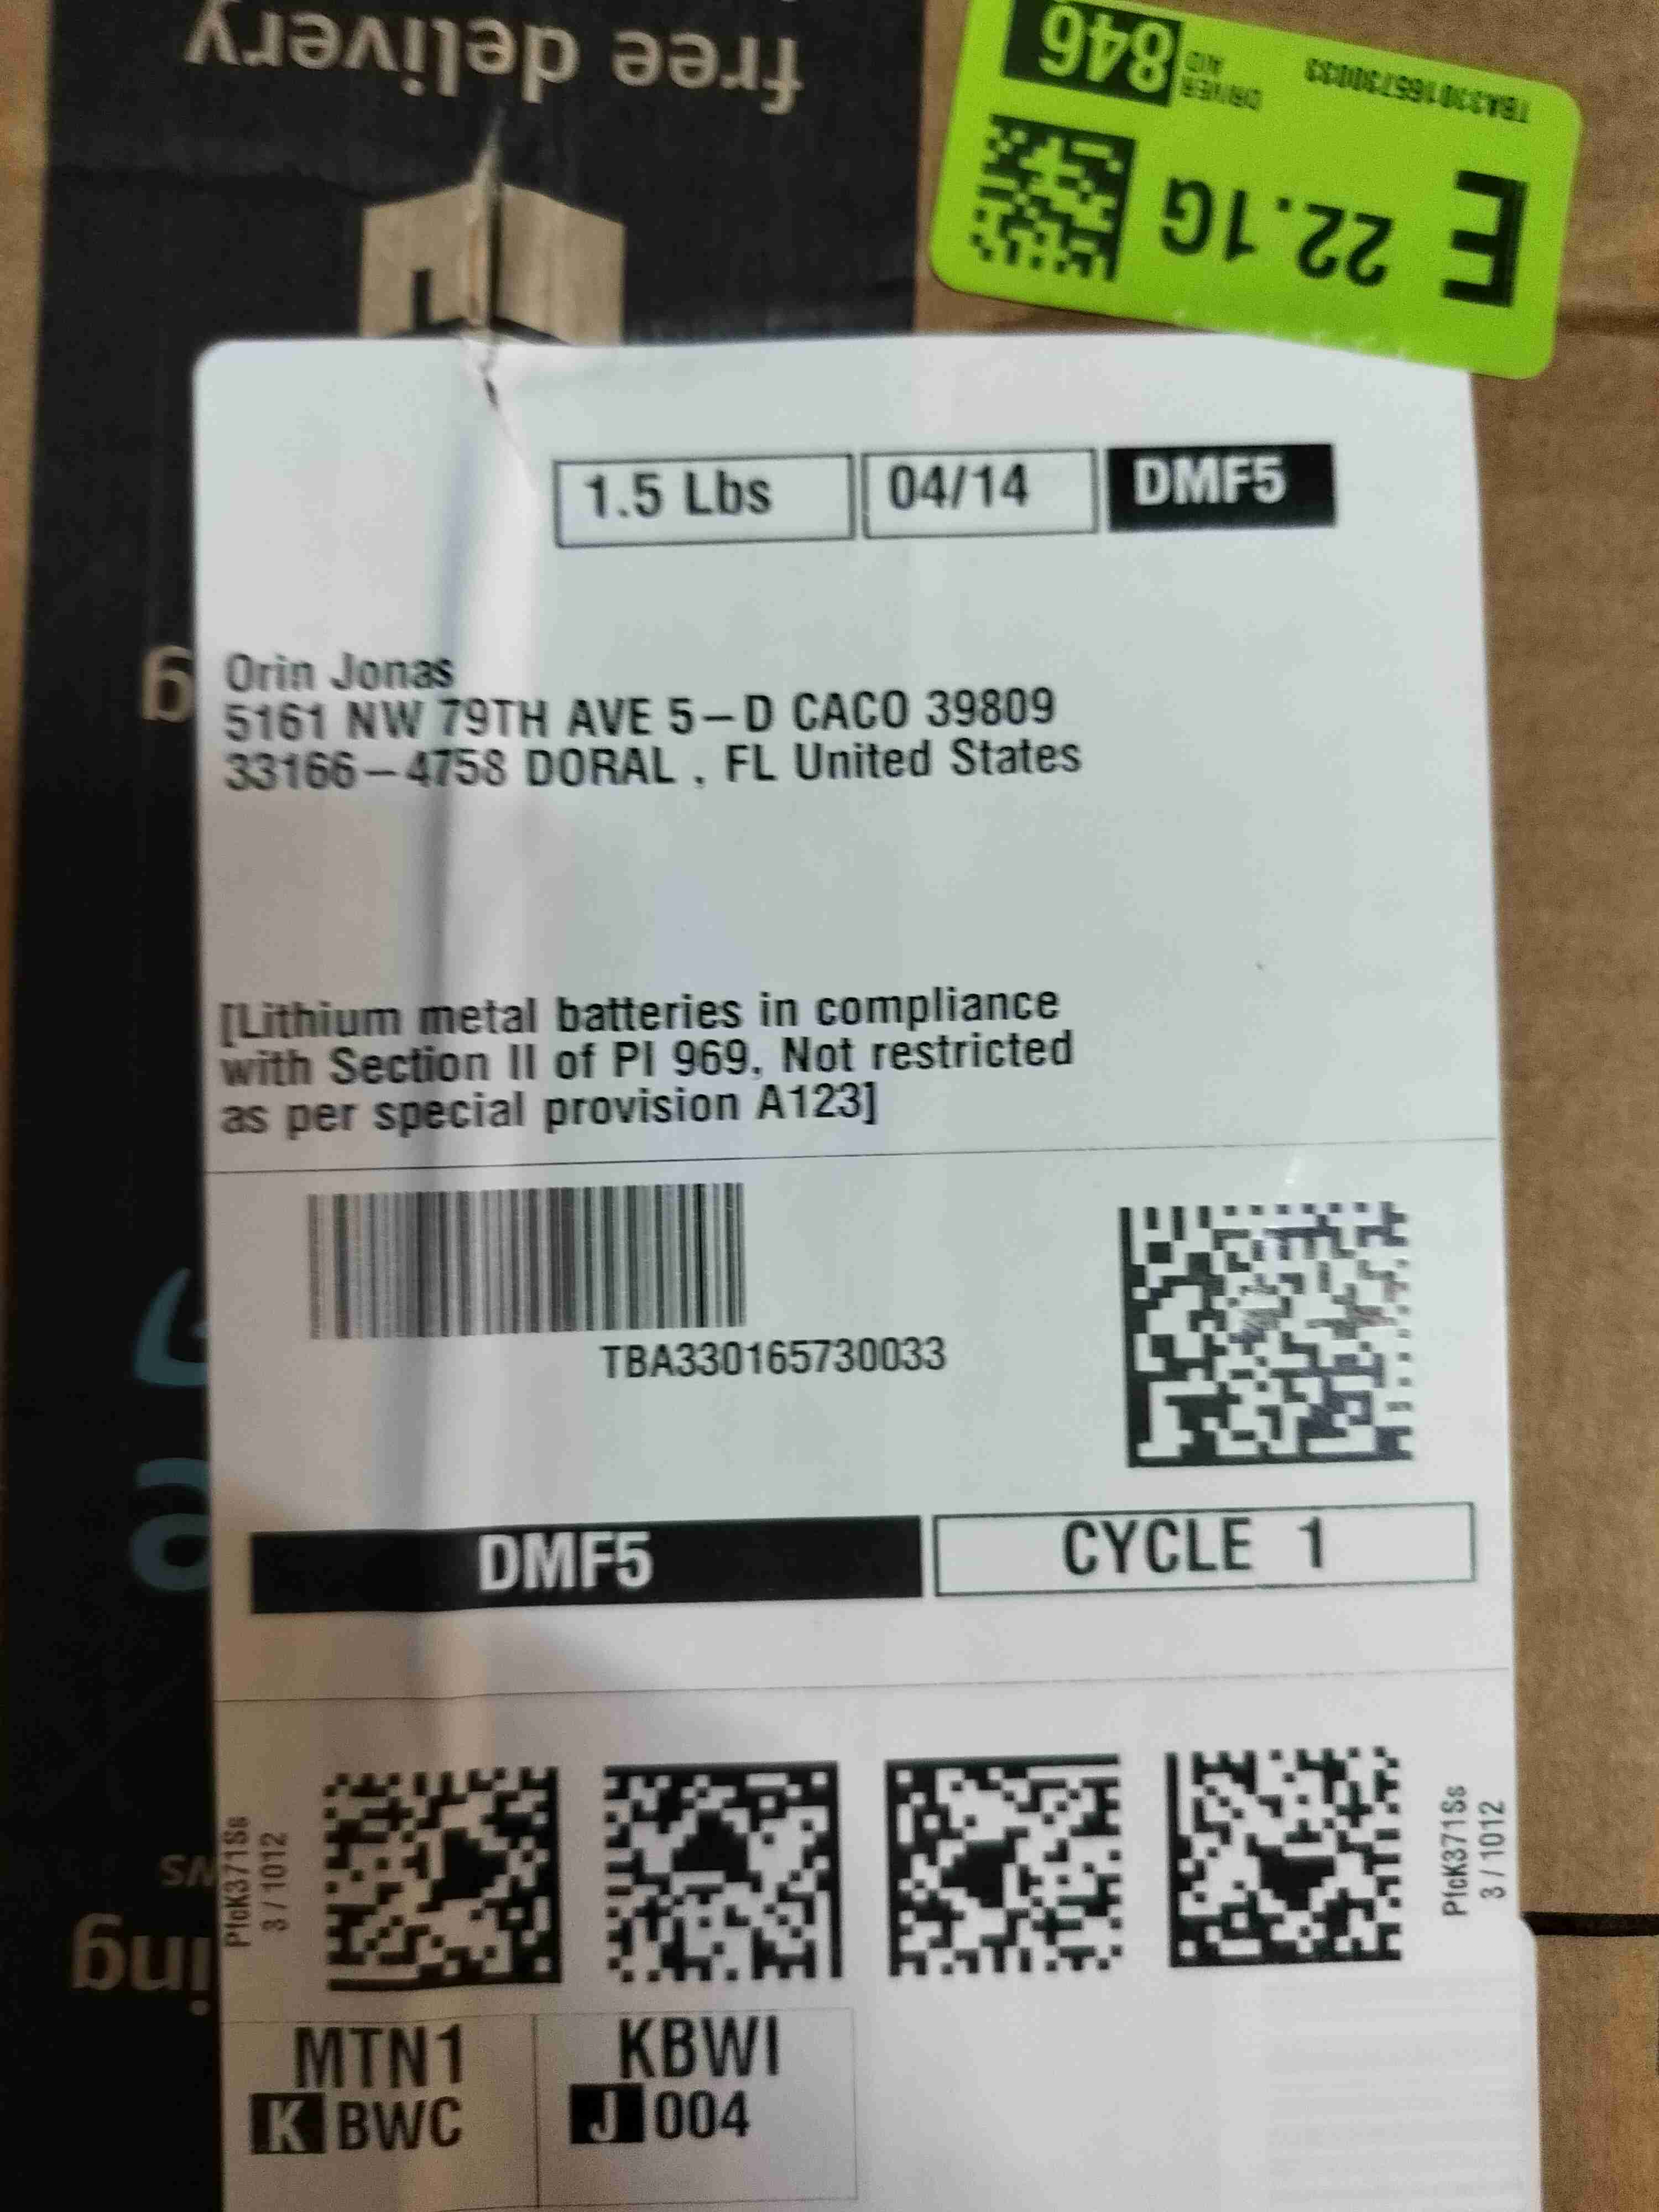 free delivery
846
DRIVER
AID
TBA330165730033
E 22.1G
1.5 Lbs
04/14
DMF5
g
Orin Jonas
5161 NW 79TH AVE 5-D CACO 39809
33166-4758 DORAL , FL United States
[Lithium metal batteries in compliance
with Section II of PI 969, Not restricted
as per special provision A123]
TBA330165730033
DMF5
CYCLE 1
PfcK371Ss
3/1012
PfcK371Ss
3/1012
ing
MTN1
K BWC
KBWI
J 004